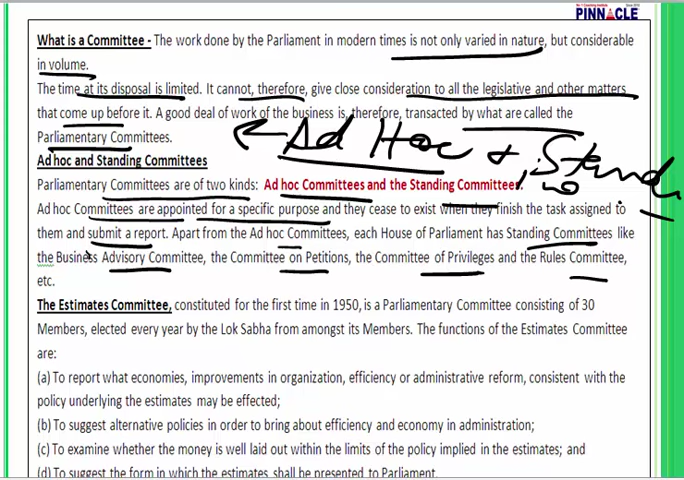 PINNACLE
What is a Committee - The work done by the Parliament in modern times is not only varied in nature, but considerable
in volume.
The time at its disposal is limited. It cannot, therefore, give close consideration to all the legislative and other matters
that come up before it. A good deal of work of the business is, therefore, transacted by what are called the
Parliamentary Committees.
Ad Hoc & Stand
Ad hoc and Standing Committees
Parliamentary Committees are of two kinds: Ad hoc Committees and the Standing Committee.
Ad hoc Committees are appointed for a specific purpose and they cease to exist when they finish the task assigned to
them and submit a report. Apart from the Ad hoc Committees, each House of Parliament has Standing Committees like
the Business Advisory Committee, the Committee on Petitions, the Committee of Privileges and the Rules Committee,
etc.
The Estimates Committee, constituted for the first time in 1950, is a Parliamentary Committee consisting of 30
Members, elected every year by the Lok Sabha from amongst its Members. The functions of the Estimates Committee
are:
(a) To report what economies, improvements in organization, efficiency or administrative reform, consistent with the
policy underlying the estimates may be effected;
(b) To suggest alternative policies in order to bring about efficiency and economy in administration;
(c) To examine whether the money is well laid out within the limits of the policy implied in the estimates; and
(d) To suggest the form in which the estimates shall be presented to Parliament.